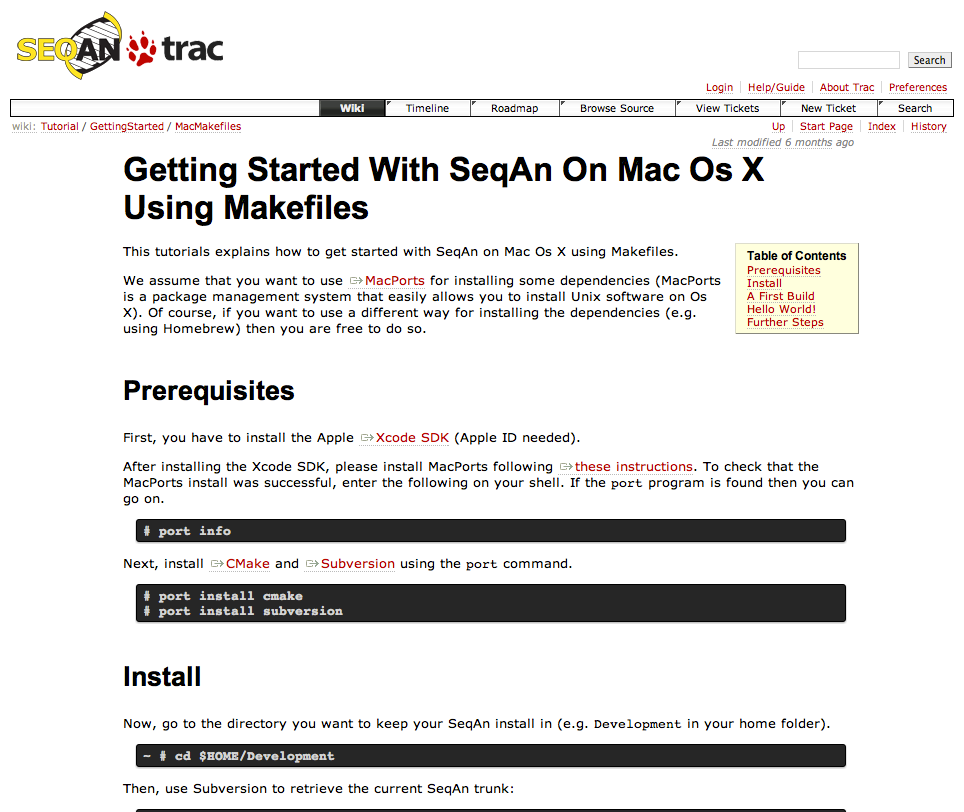 SEQAN trac
Search
Login Help/Guide About Trac Preferences
Wiki Timeline Roadmap Browse Source View Tickets New Ticket Search
wiki: Tutorial / GettingStarted / MacMakefiles Up Start Page Index History
Last modified 6 months ago
Getting Started With SeqAn On Mac Os X
Using Makefiles
This tutorials explains how to get started with SeqAn on Mac Os X using Makefiles.
We assume that you want to use MacPorts for installing some dependencies (MacPorts
is a package management system that easily allows you to install Unix software on Os
X). Of course, if you want to use a different way for installing the dependencies (e.g.
using Homebrew) then you are free to do so.
Table of Contents
Prerequisites
Install
A First Build
Hello World!
Further Steps
Prerequisites
First, you have to install the Apple Xcode SDK (Apple ID needed).
After installing the Xcode SDK, please install MacPorts following these instructions. To check that the
MacPorts install was successful, enter the following on your shell. If the port program is found then you can
go on.
# port info
Next, install CMake and Subversion using the port command.
# port install cmake
# port install subversion
Install
Now, go to the directory you want to keep your SeqAn install in (e.g. Development in your home folder).
~ # cd $HOME/Development
Then, use Subversion to retrieve the current SeqAn trunk: